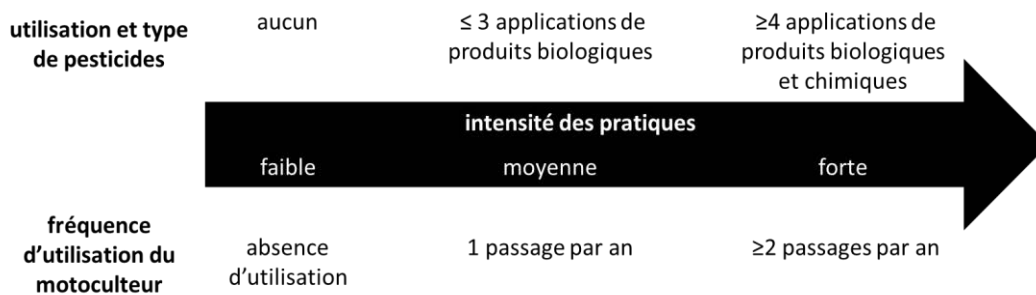 utilisation et type
de pesticides
aucun
≤ 3 applications de
produits biologiques
≥4 applications de
produits biologiques
et chimiques
intensité des pratiques
faible
moyenne
forte
fréquence
d’utilisation du
motoculteur
absence
d’utilisation
1 passage par an
≥2 passages par an